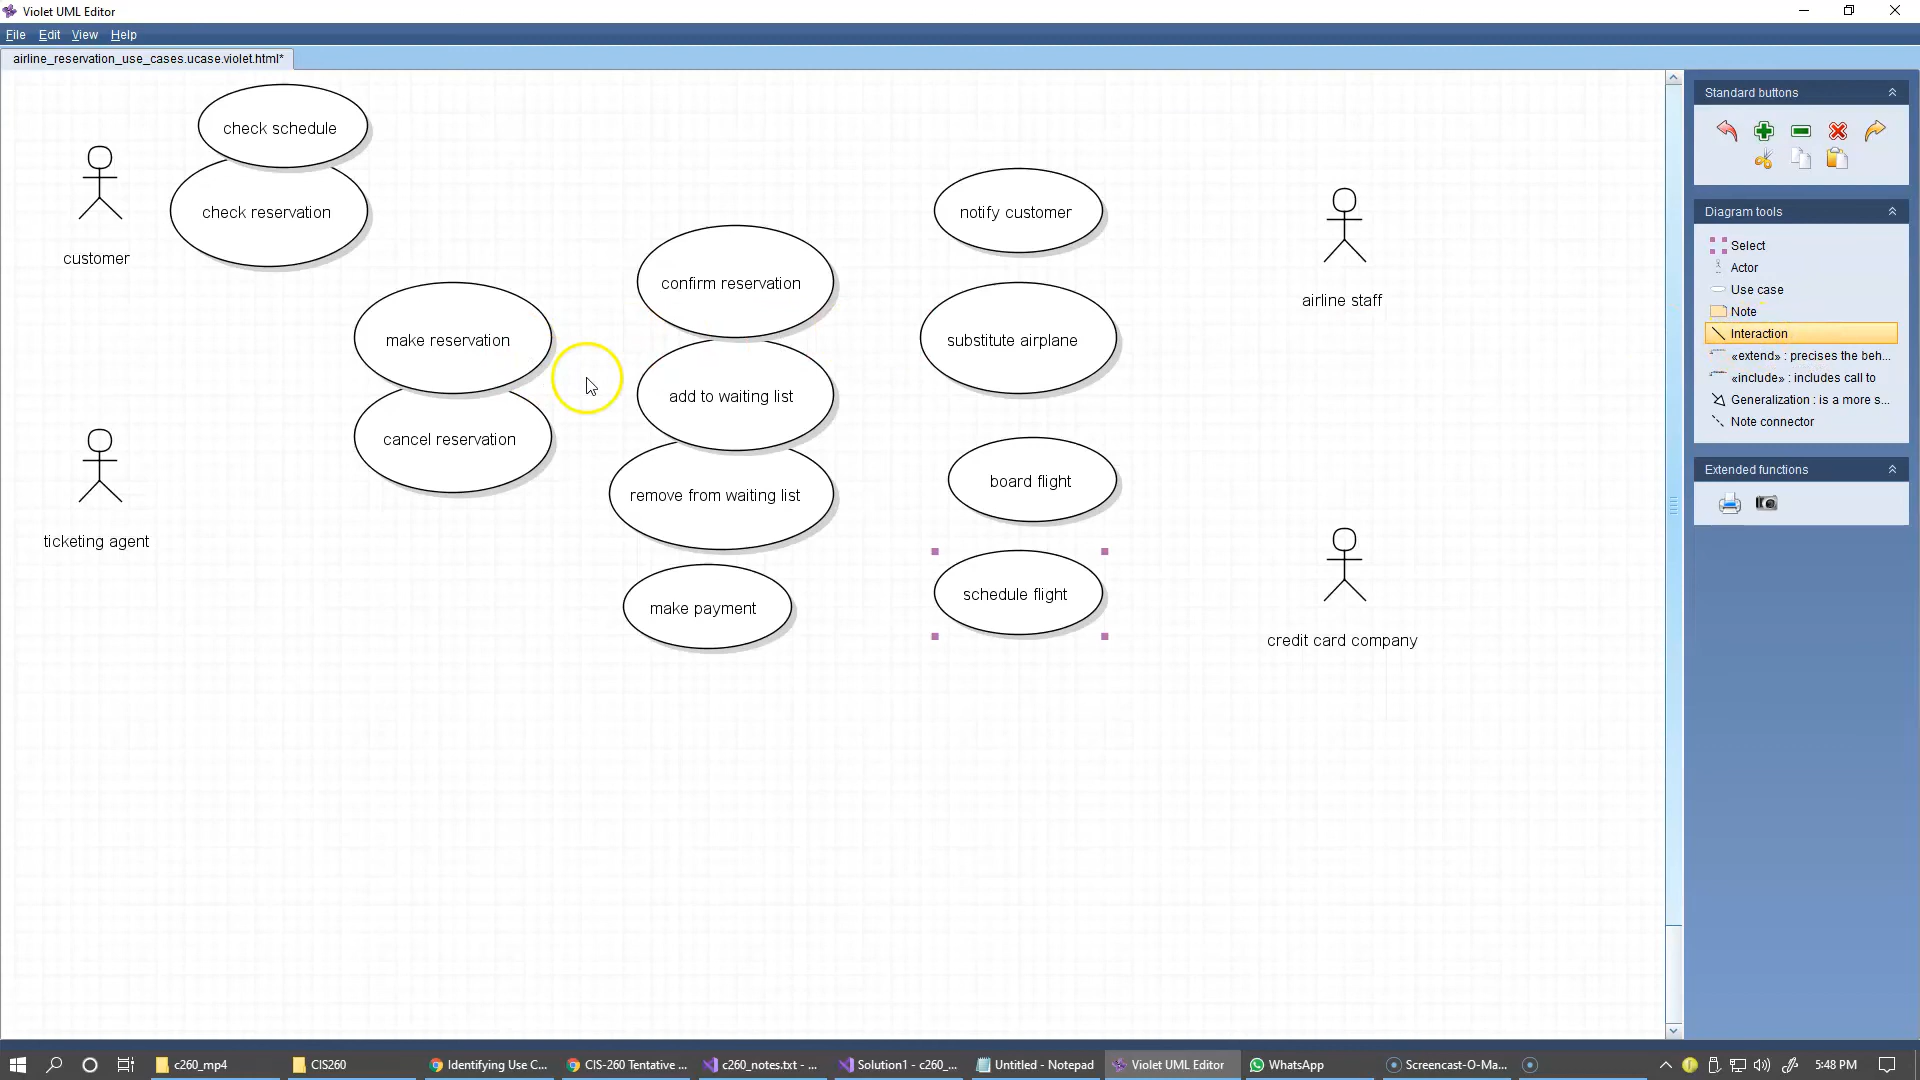 Violet UML Editor
File Edit View Help
airline_reservation_use_cases.ucase.violet.html*
check schedule
check reservation
customer
make reservation
cancel reservation
ticketing agent
confirm reservation
add to waiting list
remove from waiting list
make payment
notify customer
substitute airplane
board flight
schedule flight
airline staff
credit card company
Standard buttons
Diagram tools
Select
Actor
Use case
Note
Interaction
«extend» : precises the beh...
«include» : includes call to
Generalization : is a more s...
Note connector
Extended functions
c260_mp4
CIS260
Identifying Use C...
CIS-260 Tentative ...
c260_notes.txt - ...
Solution1 - c260_...
Untitled - Notepad
Violet UML Editor
WhatsApp
Screencast-O-Ma...
5:48 PM